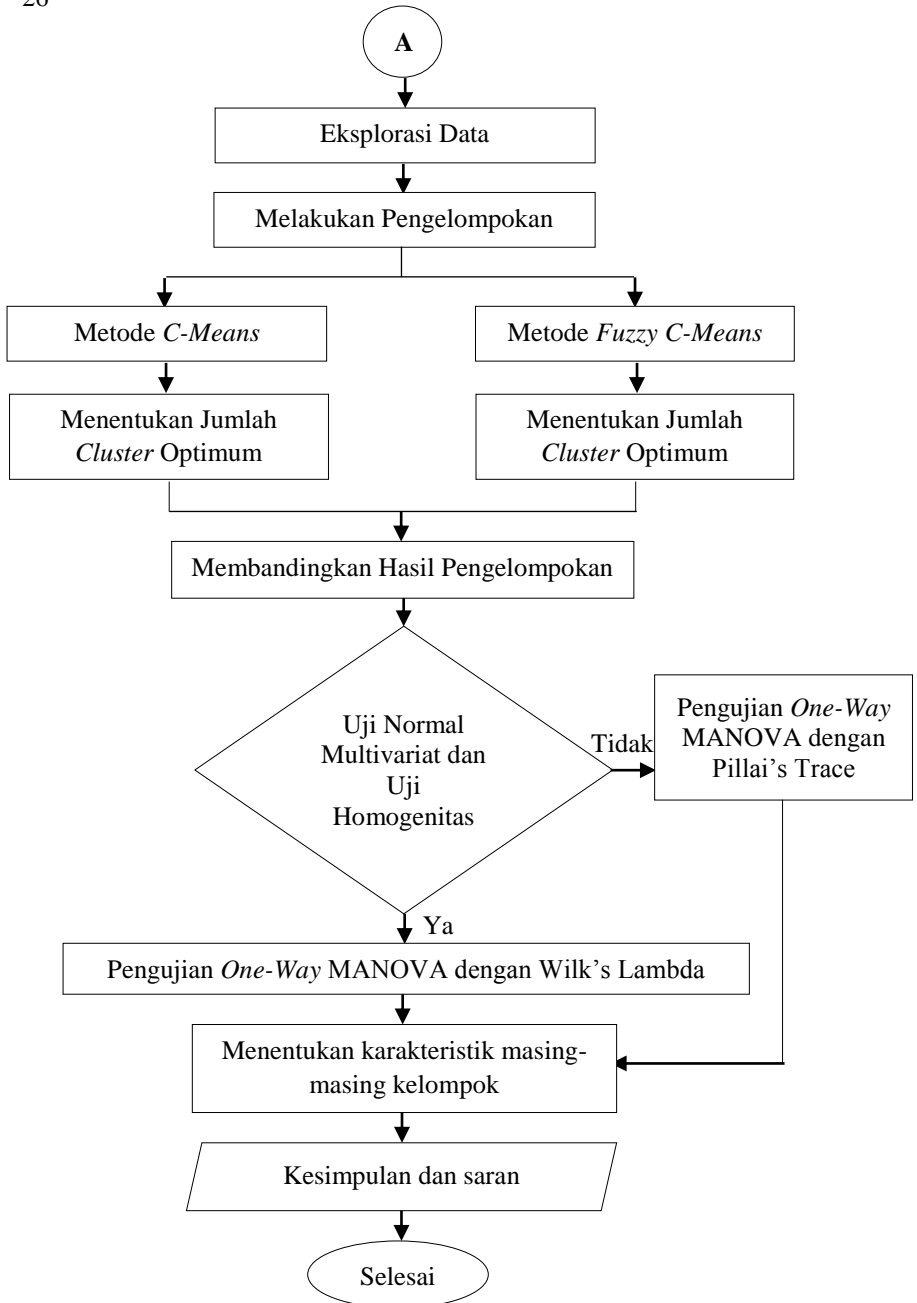 26
A
Eksplorasi Data
Melakukan Pengelompokan
Metode C-Means
Metode Fuzzy C-Means
Menentukan Jumlah
Cluster Optimum
Menentukan Jumlah
Cluster Optimum
Membandingkan Hasil Pengelompokan
Uji Normal
Multivariat dan
Uji
Homogenitas
Tidak
Pengujian One-Way
MANOVA dengan
Pillai’s Trace
Ya
Pengujian One-Way MANOVA dengan Wilk’s Lambda
Menentukan karakteristik masing-
masing kelompok
Kesimpulan dan saran
Selesai